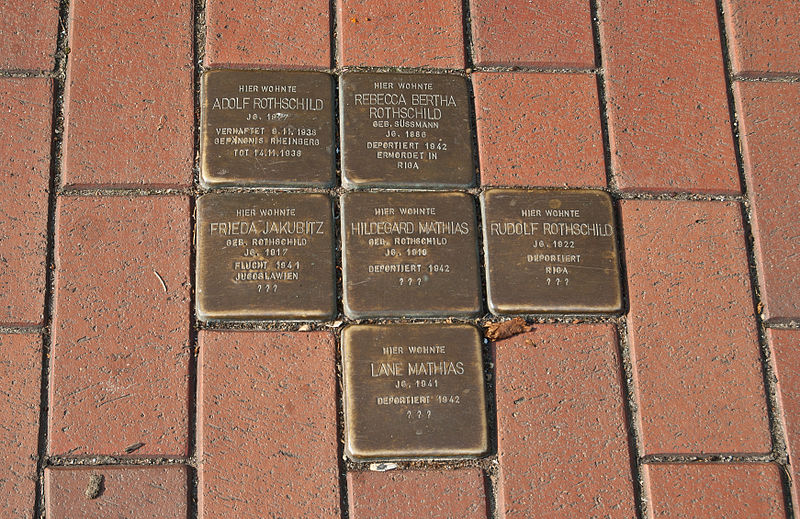 HIER WOHNTE
ADOLF ROTHSCHILD
JG. 1877
VERHAFTET 9.11.1938
GEFÄNGNIS RHEINBERG
TOT 14.11.1938
HIER WOHNTE
REBECCA BERTHA
ROTHSCHILD
GEB. SÜSSMANN
JG. 1886
DEPORTIERT 1942
ERMORDET IN
RIGA
HIER WOHNTE
FRIEDA JAKUBITZ
GEB. ROTHSCHILD
JG. 1917
FLUCHT 1941
JUGOSLAWIEN
? ? ?
HIER WOHNTE
HILDEGARD MATHIAS
GEB. ROTHSCHILD
JG. 1919
DEPORTIERT 1942
? ? ?
HIER WOHNTE
RUDOLF ROTHSCHILD
JG. 1922
DEPORTIERT
RIGA
? ? ?
HIER WOHNTE
LANE MATHIAS
JG. 1941
DEPORTIERT 1942
? ? ?